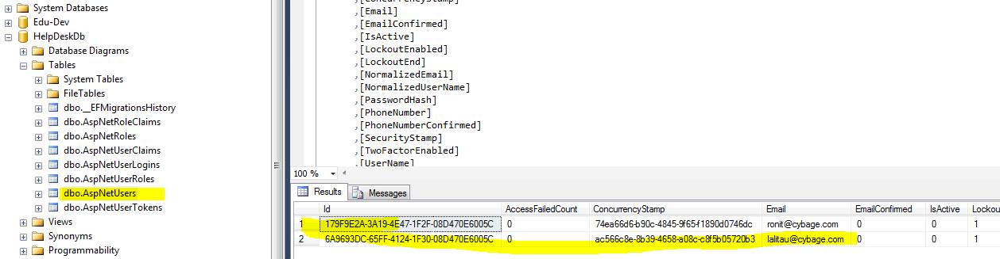 System Databases
Edu-Dev
HelpDeskDb
Database Diagrams
Tables
System Tables
FileTables
dbo.__EFMigrationsHistory
dbo.AspNetRoleClaims
dbo.AspNetRoles
dbo.AspNetUserClaims
dbo.AspNetUserLogins
dbo.AspNetUserRoles
dbo.AspNetUsers
dbo.AspNetUserTokens
Views
Synonyms
Programmability
,[ConcurrencyStamp]
,[Email]
,[EmailConfirmed]
,[IsActive]
,[LockoutEnabled]
,[LockoutEnd]
,[NormalizedEmail]
,[NormalizedUserName]
,[PasswordHash]
,[PhoneNumber]
,[PhoneNumberConfirmed]
,[SecurityStamp]
,[TwoFactorEnabled]
,[UserName]
100 %
Results Messages
Id AccessFailedCount ConcurrencyStamp Email EmailConfirmed IsActive Lockou
1 179F9E2A-3A19-4E47-1F2F-08D470E6005C 0 74ea66d6-b90c-4845-9f65-f1890d0746dc ronit@cybage.com 0 0 1
2 6A9693DC-65FF-4124-1F30-08D470E6005C 0 ac566c8e-8b39-4658-a08c-c8f5b05720b3 lalitau@cybage.com 0 0 1